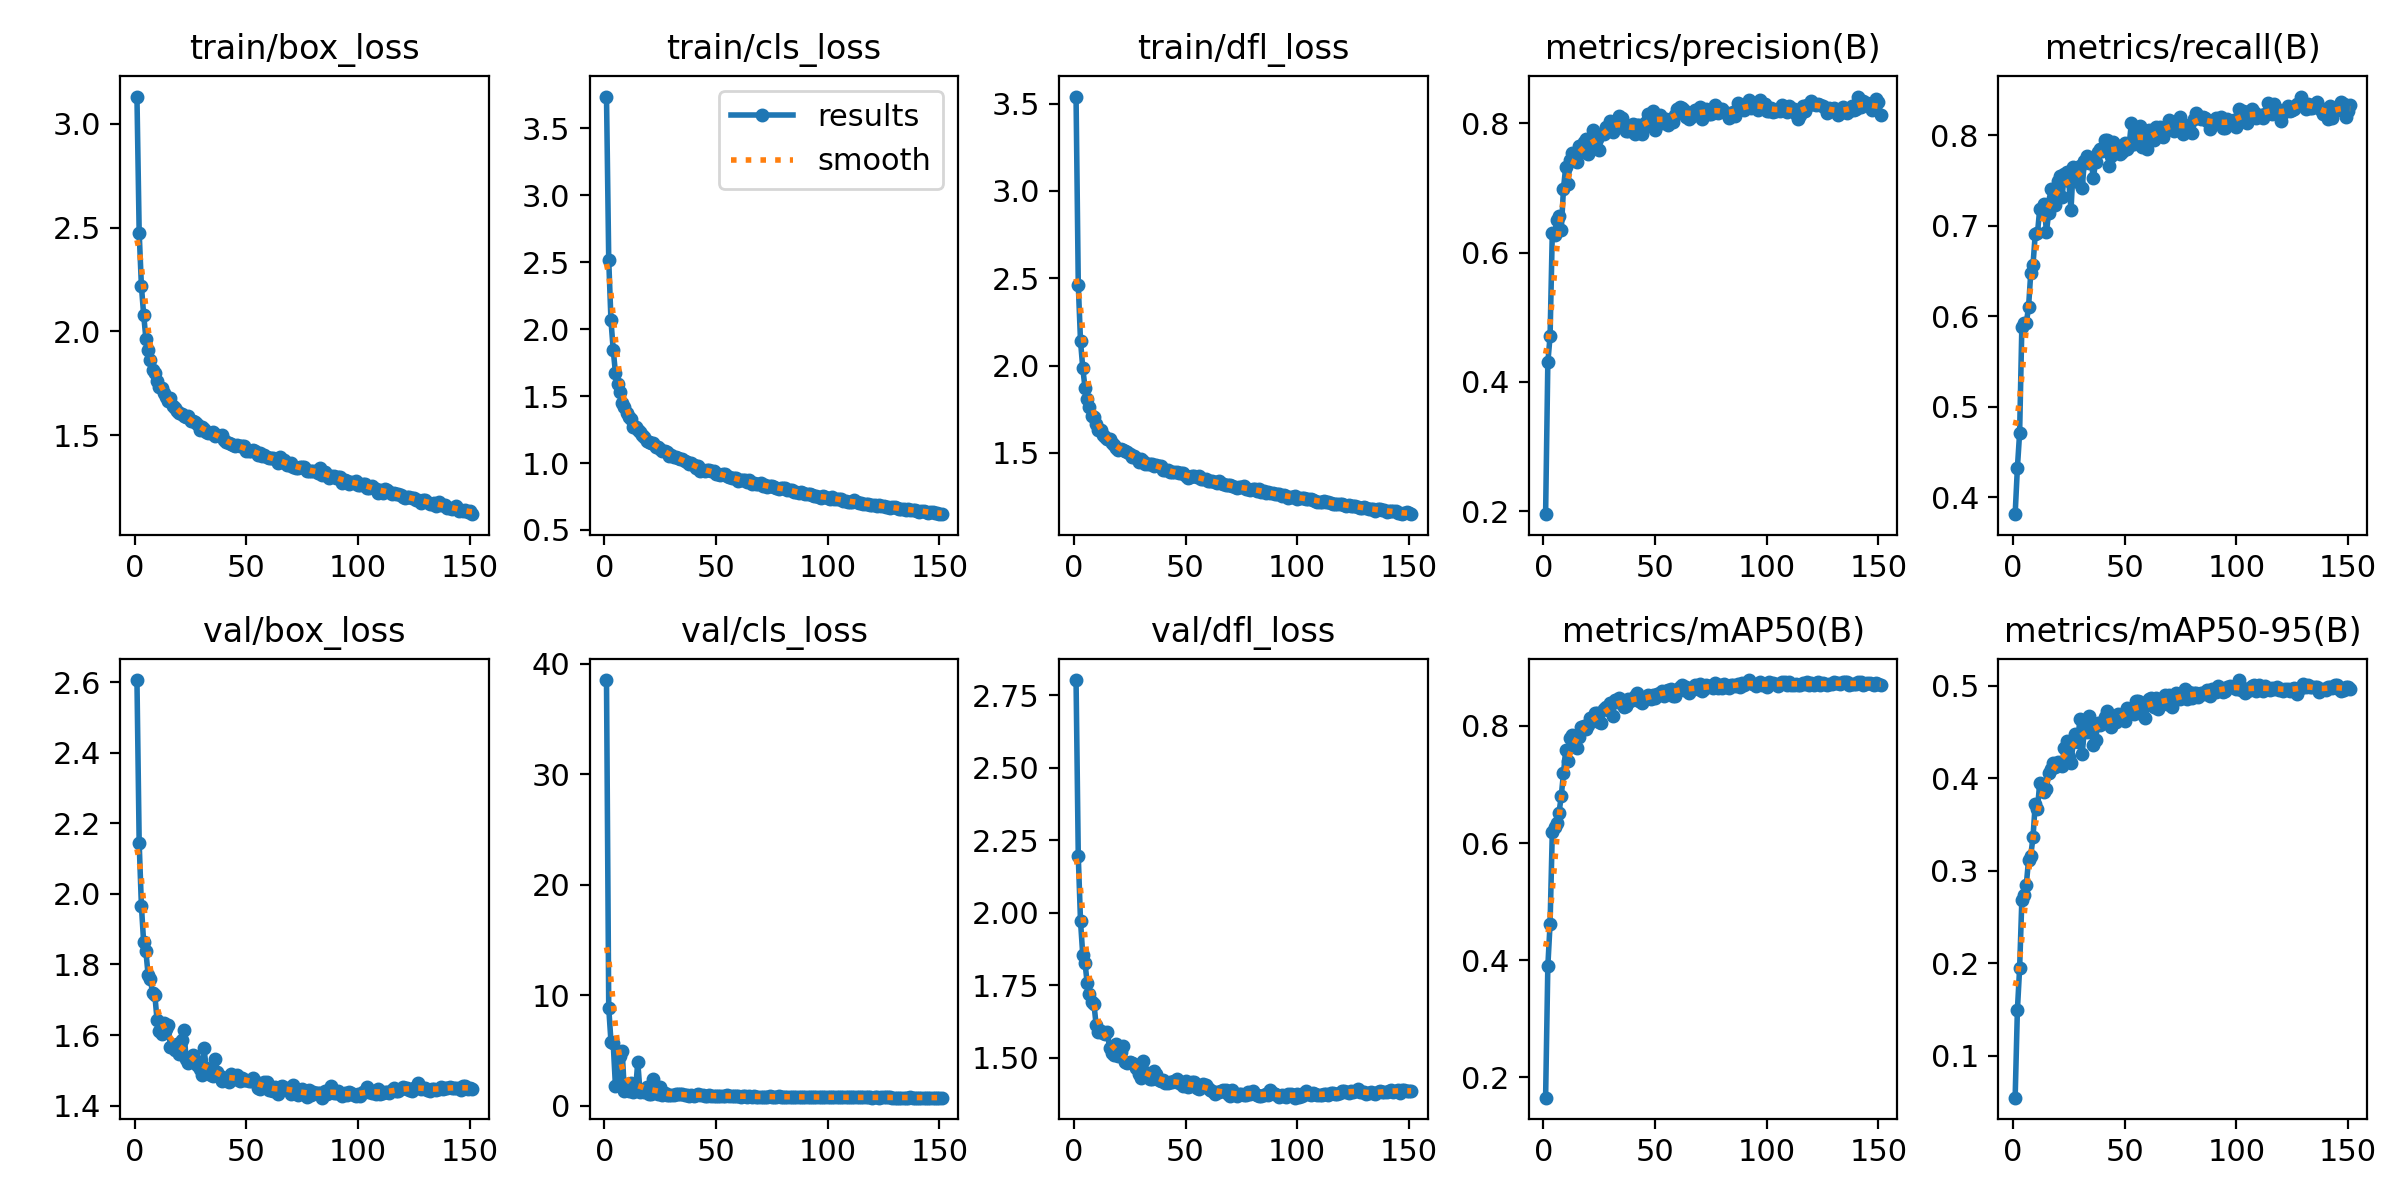 train/box_loss
train/cls_loss
train/dfl_loss
metrics/precision(B)
metrics/recall(B)
3.0
2.5
2.0
1.5
0 50 100 150
results
smooth
3.5
3.0
2.5
2.0
1.5
1.0
0.5
0 50 100 150
3.5
3.0
2.5
2.0
1.5
0 50 100 150
0.8
0.6
0.4
0.2
0 50 100 150
0.8
0.7
0.6
0.5
0.4
0 50 100 150
val/box_loss
val/cls_loss
val/dfl_loss
metrics/mAP50(B)
metrics/mAP50-95(B)
2.6
2.4
2.2
2.0
1.8
1.6
1.4
0 50 100 150
40
30
20
10
0
0 50 100 150
2.75
2.50
2.25
2.00
1.75
1.50
0 50 100 150
0.8
0.6
0.4
0.2
0 50 100 150
0.5
0.4
0.3
0.2
0.1
0 50 100 150